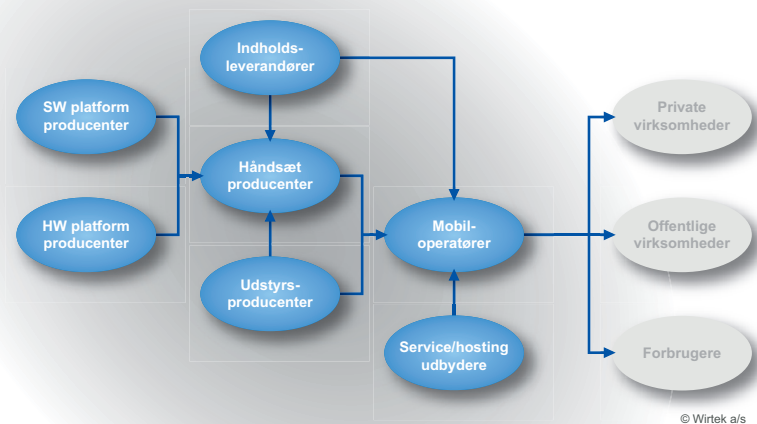 Indholds-
leverandører
SW platform
producenter
Håndsæt
producenter
HW platform
producenter
Udstyrs-
producenter
Mobil-
operatører
Service/hosting
udbydere
Private
virksomheder
Offentlige
virksomheder
Forbrugere
© Wirtek a/s